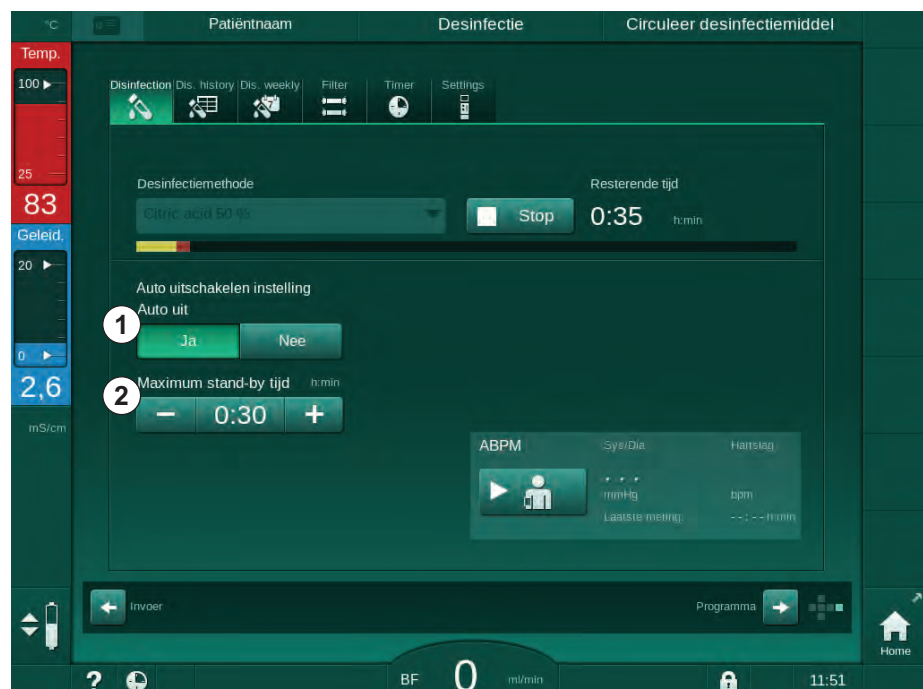 °C Patiëntnaam Desinfectie Circuleer desinfectiemiddel
Temp.
100
25
83
Geleid.
20
0
2,6
mS/cm
Disinfection Dis. history Dis. weekly Filter Timer Settings
Desinfectiemethode
Citric acid 50 %
Stop
Resterende tijd
0:35 h:min
Auto uitschakelen instelling
1 Auto uit
Ja Nee
2 Maximum stand-by tijd h:min
− 0:30 +
ABPM Sys/Dia Hartslag
mmHg bpm
Laatste meting: --:-- h:min
Invoer Programma
Home
? BF 0 ml/min 11:51